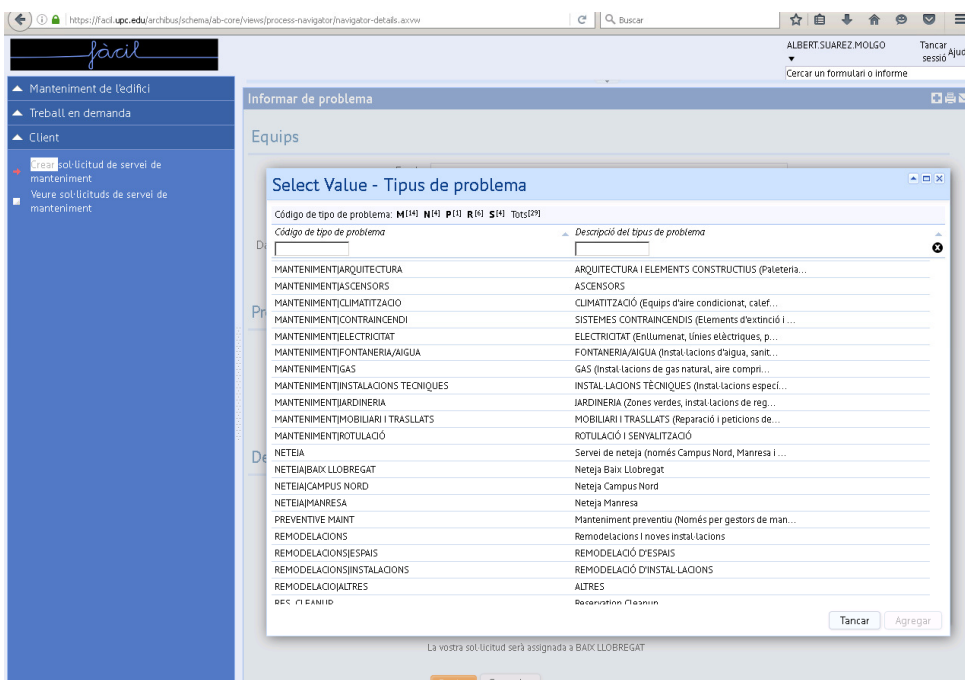 https://facil.upc.edu/archibus/schema/ab-core/views/process-navigator/navigator-details.axvw
Buscar
fàcil
ALBERT.SUAREZ.MOLGO
Tancar sessió
Ajud
Cercar un formulari o informe
Manteniment de l'edifici
Treball en demanda
Client
Crear sol·licitud de servei de
manteniment
Veure sol·licituds de servei de
manteniment
Informar de problema
Equips
Select Value - Tipus de problema
Código de tipo de problema: M[14] N[4] P[1] R[6] S[4] Tots[29]
Código de tipo de problema Descripció del tipus de problema
MANTENIMENT|ARQUITECTURA ARQUITECTURA I ELEMENTS CONSTRUCTIUS (Paleteria...
MANTENIMENT|ASCENSORS ASCENSORS
MANTENIMENT|CLIMATITZACIO CLIMATITZACIÓ (Equips d'aire condicionat, calef...
MANTENIMENT|CONTRAINCENDI SISTEMES CONTRAINCENDIS (Elements d'extinció i ...
MANTENIMENT|ELECTRICITAT ELECTRICITAT (Enllumenat, línies elèctriques, p...
MANTENIMENT|FONTANERIA/AIGUA FONTANERIA/AIGUA (Instal·lacions d'aigua, sanit...
MANTENIMENT|GAS GAS (Instal·lacions de gas natural, aire compri...
MANTENIMENT|INSTALACIONS TECNIQUES INSTAL·LACIONS TÈCNIQUES (Instal·lacions especí...
MANTENIMENT|JARDINERIA JARDINERIA (Zones verdes, instal·lacions de reg...
MANTENIMENT|MOBILIARI I TRASLLATS MOBILIARI I TRASLLATS (Reparació i peticions de...
MANTENIMENT|ROTULACIÓ ROTULACIÓ I SENYALITZACIÓ
NETEJA Servei de neteja (només Campus Nord, Manresa i ...
NETEJA|BAIX LLOBREGAT Neteja Baix Llobregat
NETEJA|CAMPUS NORD Neteja Campus Nord
NETEJA|MANRESA Neteja Manresa
PREVENTIVE MAINT Manteniment preventiu (Només per gestors de man...
REMODELACIONS Remodelacions I noves instal·lacions
REMODELACIONS|ESPAIS REMODELACIÓ D'ESPAIS
REMODELACIONS|INSTALACIONS REMODELACIÓ D'INSTAL·LACIONS
REMODELACIO|ALTRES ALTRES
RES. CLEANUP Reservation Cleanup
Tancar Agregar
La vostra sol·licitud serà assignada a BAIX LLOBREGAT